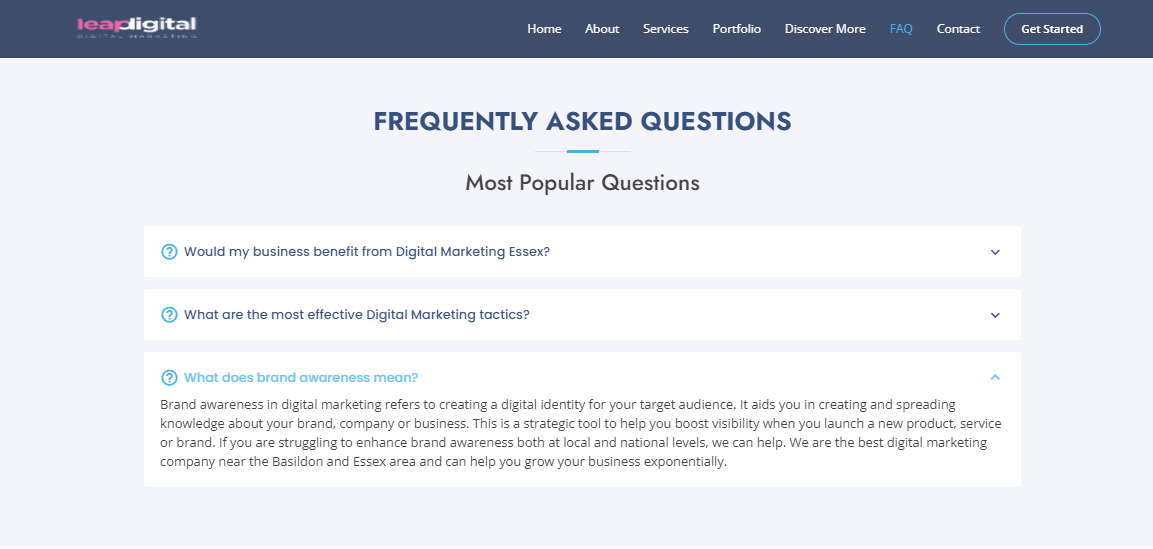 leapdigital
DIGITAL MARKETING
Home About Services Portfolio Discover More FAQ Contact Get Started
FREQUENTLY ASKED QUESTIONS
Most Popular Questions
Would my business benefit from Digital Marketing Essex?
What are the most effective Digital Marketing tactics?
What does brand awareness mean?
Brand awareness in digital marketing refers to creating a digital identity for your target audience. It aids you in creating and spreading
knowledge about your brand, company or business. This is a strategic tool to help you boost visibility when you launch a new product, service
or brand. If you are struggling to enhance brand awareness both at local and national levels, we can help. We are the best digital marketing
company near the Basildon and Essex area and can help you grow your business exponentially.